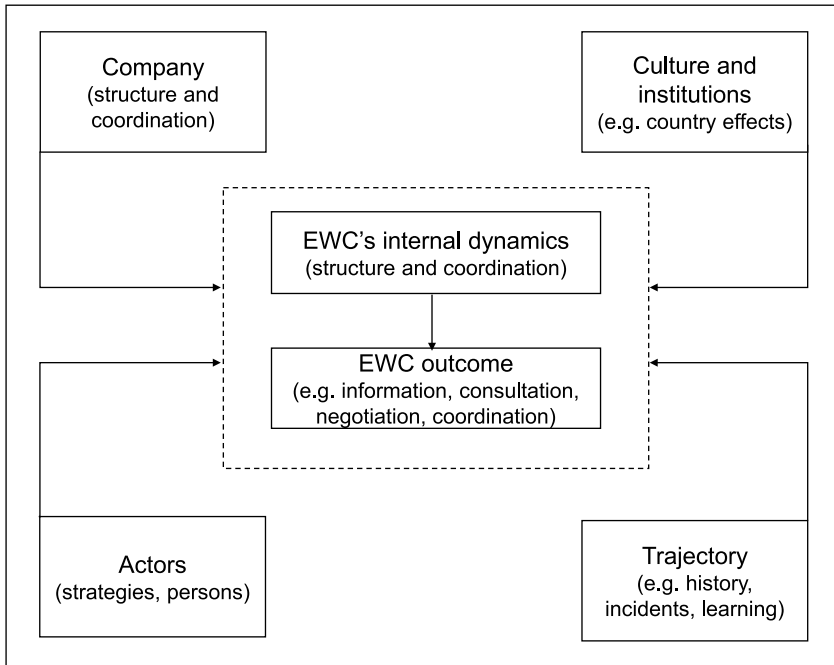 Company
(structure and
coordination)
Culture and
institutions
(e.g. country effects)
EWC's internal dynamics
(structure and coordination)
EWC outcome
(e.g. information, consultation,
negotiation, coordination)
Actors
(strategies, persons)
Trajectory
(e.g. history,
incidents, learning)